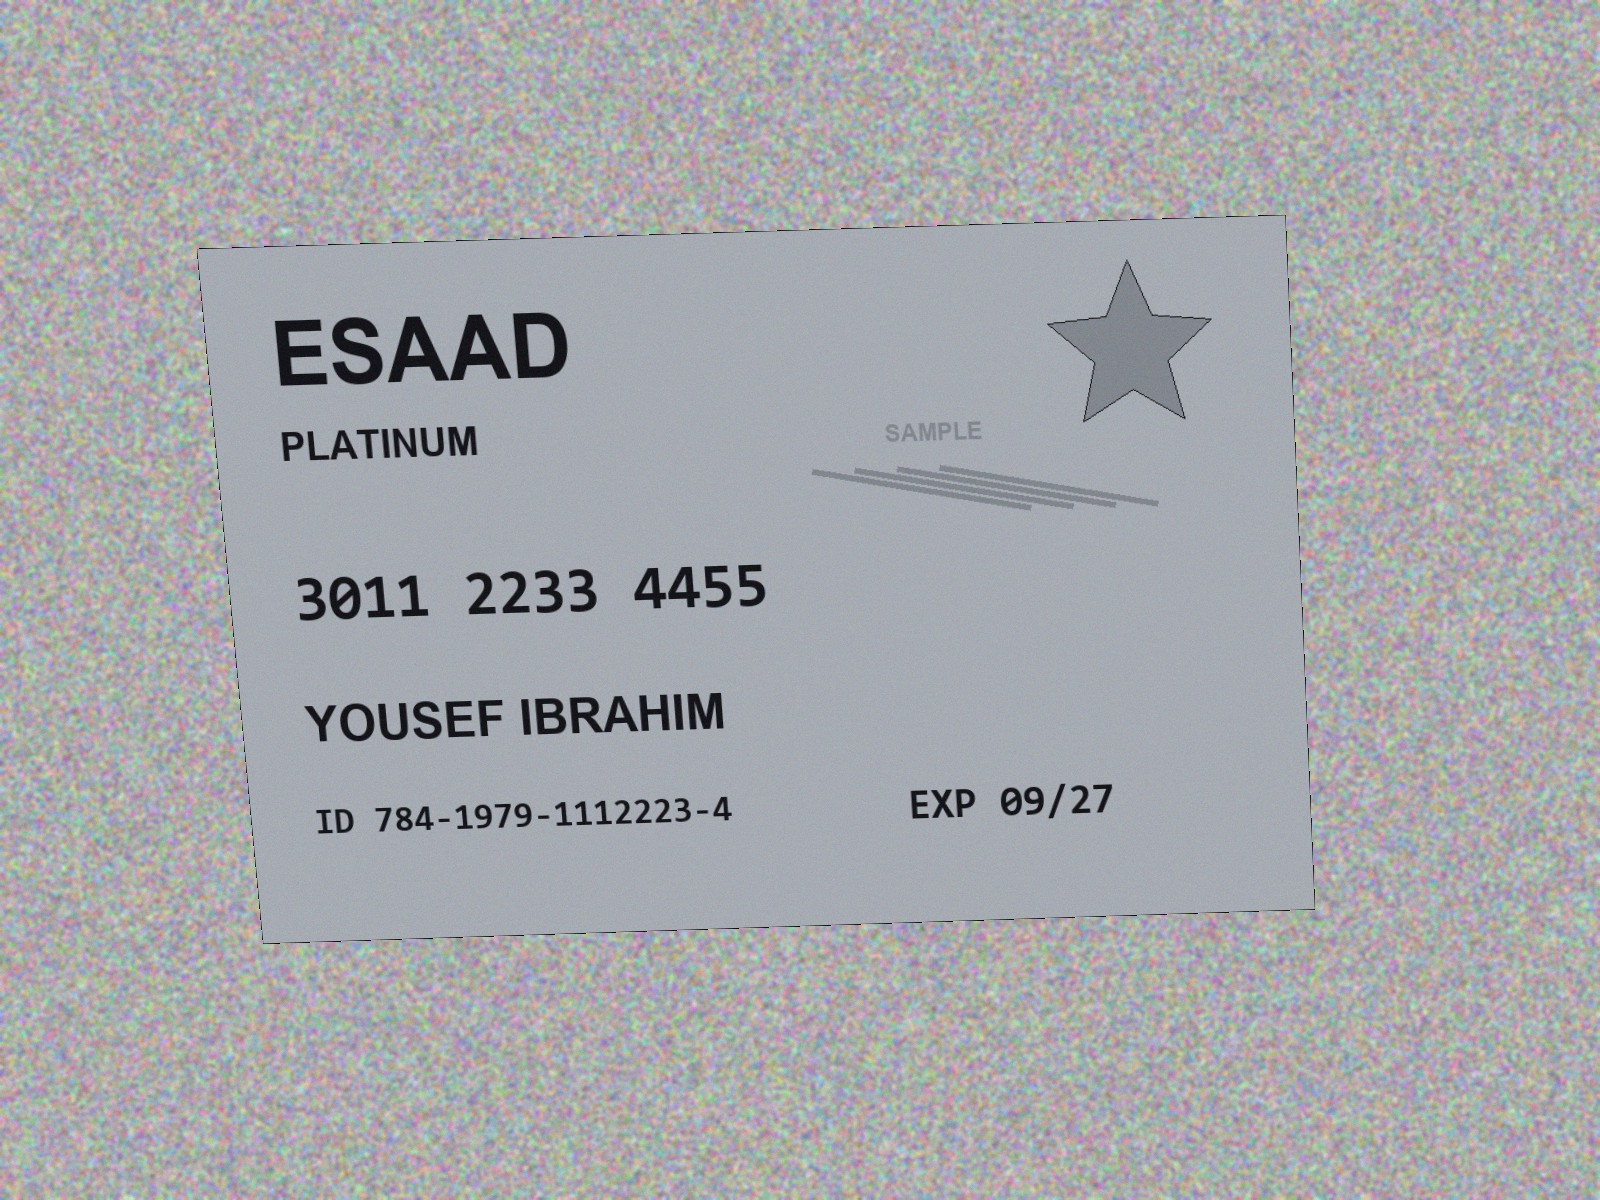 ESAAD
PLATINUM
SAMPLE
3011 2233 4455
YOUSEF IBRAHIM
ID 784-1979-1112223-4
EXP 09/27